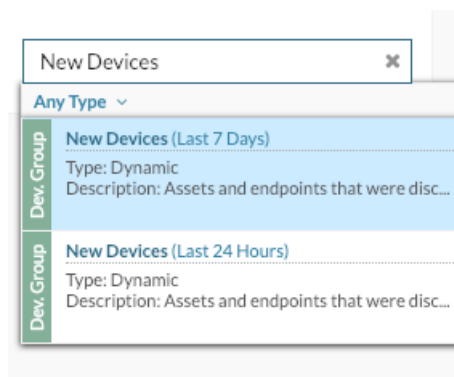 New Devices
Any Type
Dev. Group
New Devices (Last 7 Days)
Type: Dynamic
Description: Assets and endpoints that were disc...
Dev. Group
New Devices (Last 24 Hours)
Type: Dynamic
Description: Assets and endpoints that were disc...